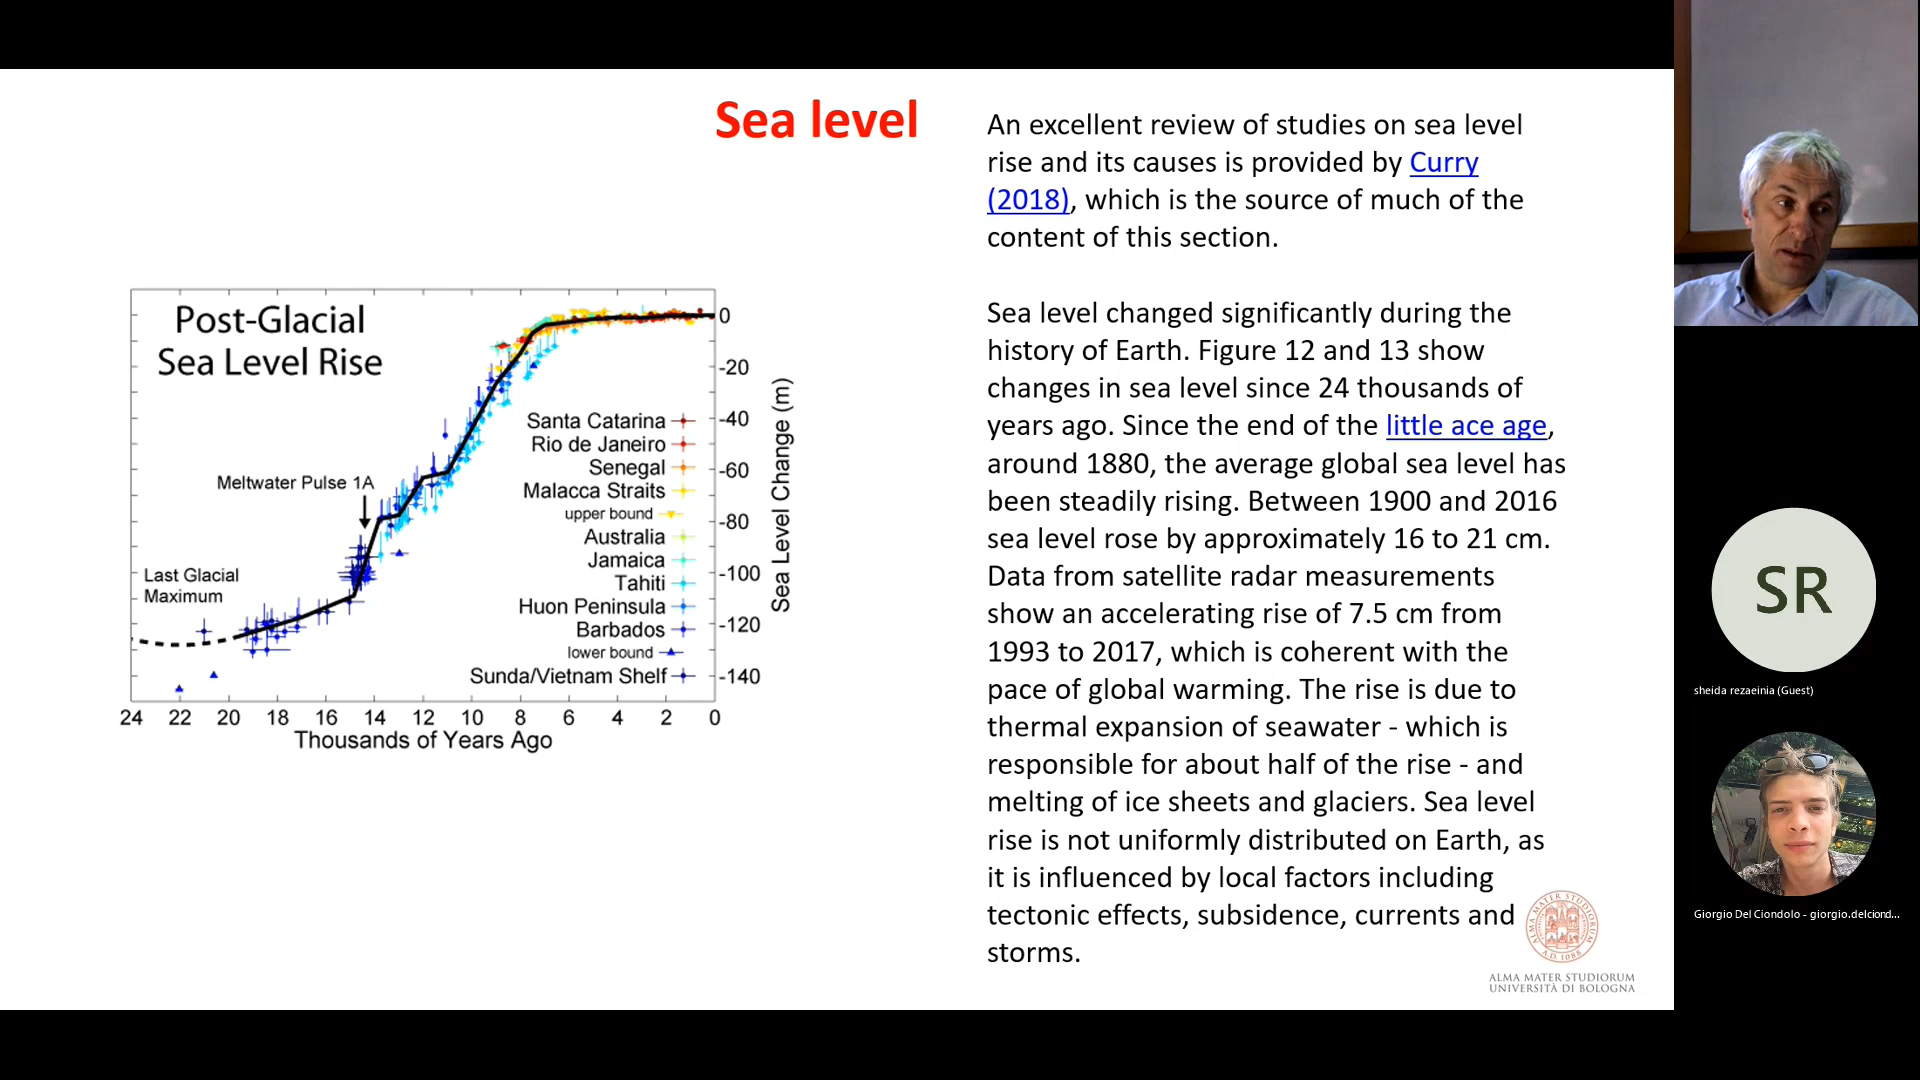 Sea level
An excellent review of studies on sea level
rise and its causes is provided by Curry
(2018), which is the source of much of the
content of this section.
Sea level changed significantly during the
history of Earth. Figure 12 and 13 show
changes in sea level since 24 thousands of
years ago. Since the end of the little ace age,
around 1880, the average global sea level has
been steadily rising. Between 1900 and 2016
sea level rose by approximately 16 to 21 cm.
Data from satellite radar measurements
show an accelerating rise of 7.5 cm from
1993 to 2017, which is coherent with the
pace of global warming. The rise is due to
thermal expansion of seawater - which is
responsible for about half of the rise - and
melting of ice sheets and glaciers. Sea level
rise is not uniformly distributed on Earth, as
it is influenced by local factors including
tectonic effects, subsidence, currents and
storms.
Post-Glacial
Sea Level Rise
Meltwater Pulse 1A
Last Glacial
Maximum
Santa Catarina
Rio de Janeiro
Senegal
Malacca Straits
upper bound
Australia
Jamaica
Tahiti
Huon Peninsula
Barbados
lower bound
Sunda/Vietnam Shelf
0
-20
-40
-60
-80
-100
-120
-140
Sea Level Change (m)
24 22 20 18 16 14 12 10 8 6 4 2 0
Thousands of Years Ago
ALMA MATER STUDIORUM
A.D. 1088
ALMA MATER STUDIORUM
UNIVERSITÀ DI BOLOGNA
SR
sheida rezaeinia (Guest)
Giorgio Del Ciondolo - giorgio.delciond...